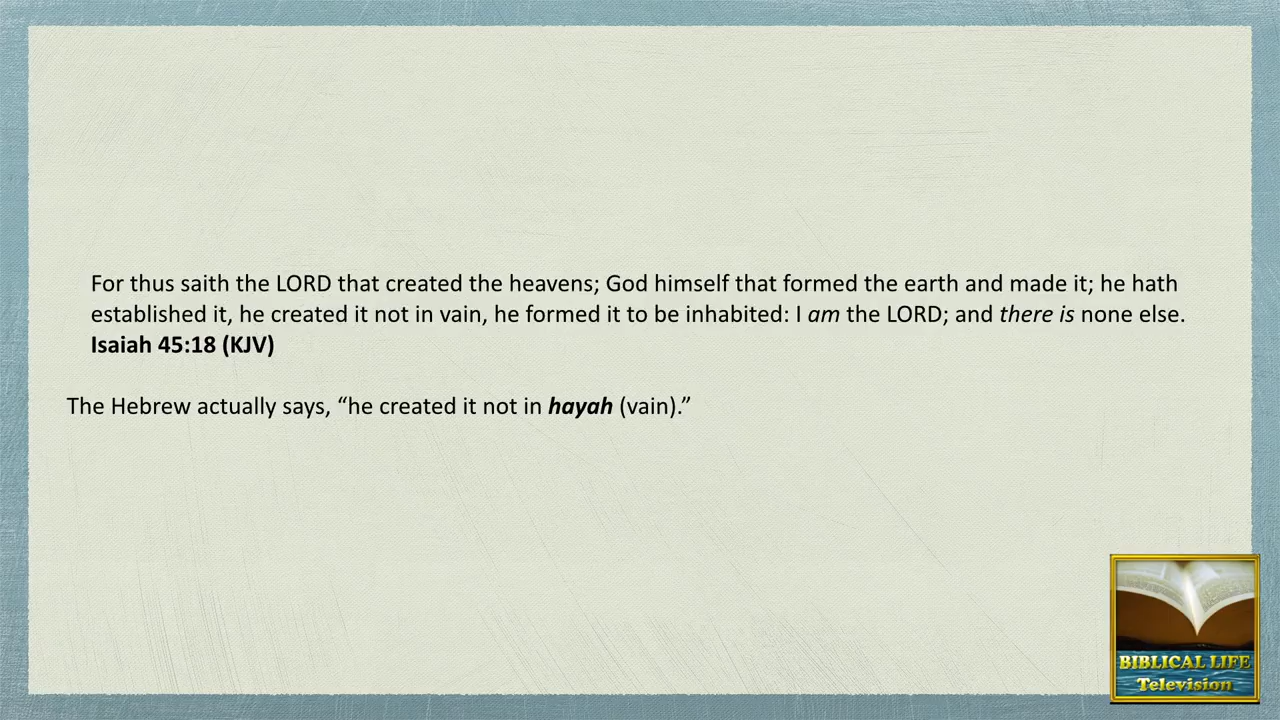 For thus saith the LORD that created the heavens; God himself that formed the earth and made it; he hath
established it, he created it not in vain, he formed it to be inhabited: I am the LORD; and there is none else.
Isaiah 45:18 (KJV)
The Hebrew actually says, “he created it not in hayah (vain).”
BIBLICAL LIFE
Television